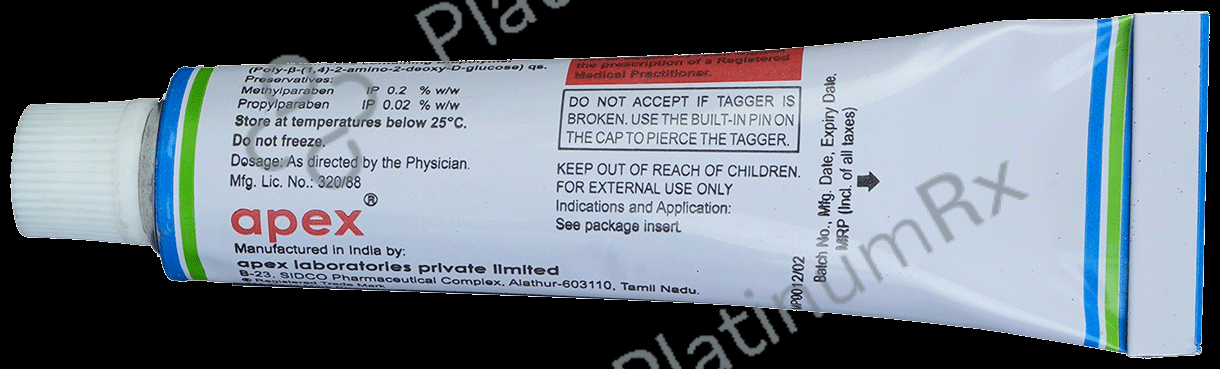 (Poly-β-(1,4)-2-amino-2-deoxy-D-glucose) qs.
Preservatives:
Methylparaben IP 0.2 % w/w
Propylparaben IP 0.02 % w/w
Store at temperatures below 25°C.
Do not freeze.
Dosage: As directed by the Physician.
Mfg. Lic. No.: 320/88
apex®
Manufactured in India by:
apex laboratories private limited
B-23, SIDCO Pharmaceutical Complex, Alathur-603110, Tamil Nadu.
® Registered Trade Mark
the prescription of a Registered
Medical Practitioner.
DO NOT ACCEPT IF TAGGER IS
BROKEN. USE THE BUILT-IN PIN ON
THE CAP TO PIERCE THE TAGGER.
KEEP OUT OF REACH OF CHILDREN.
FOR EXTERNAL USE ONLY
Indications and Application:
See package insert.
Batch No., Mfg. Date, Expiry Date,
MRP (Incl. of all taxes)
PlatinumRx